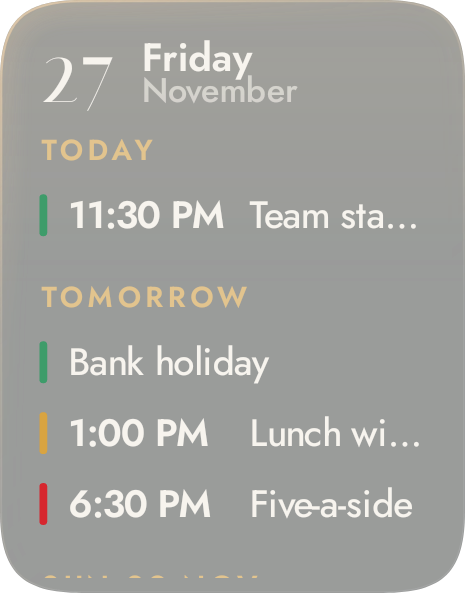 27 Friday
November
TODAY
11:30 PM Team sta...
TOMORROW
Bank holiday
1:00 PM Lunch wi...
6:30 PM Five-a-side